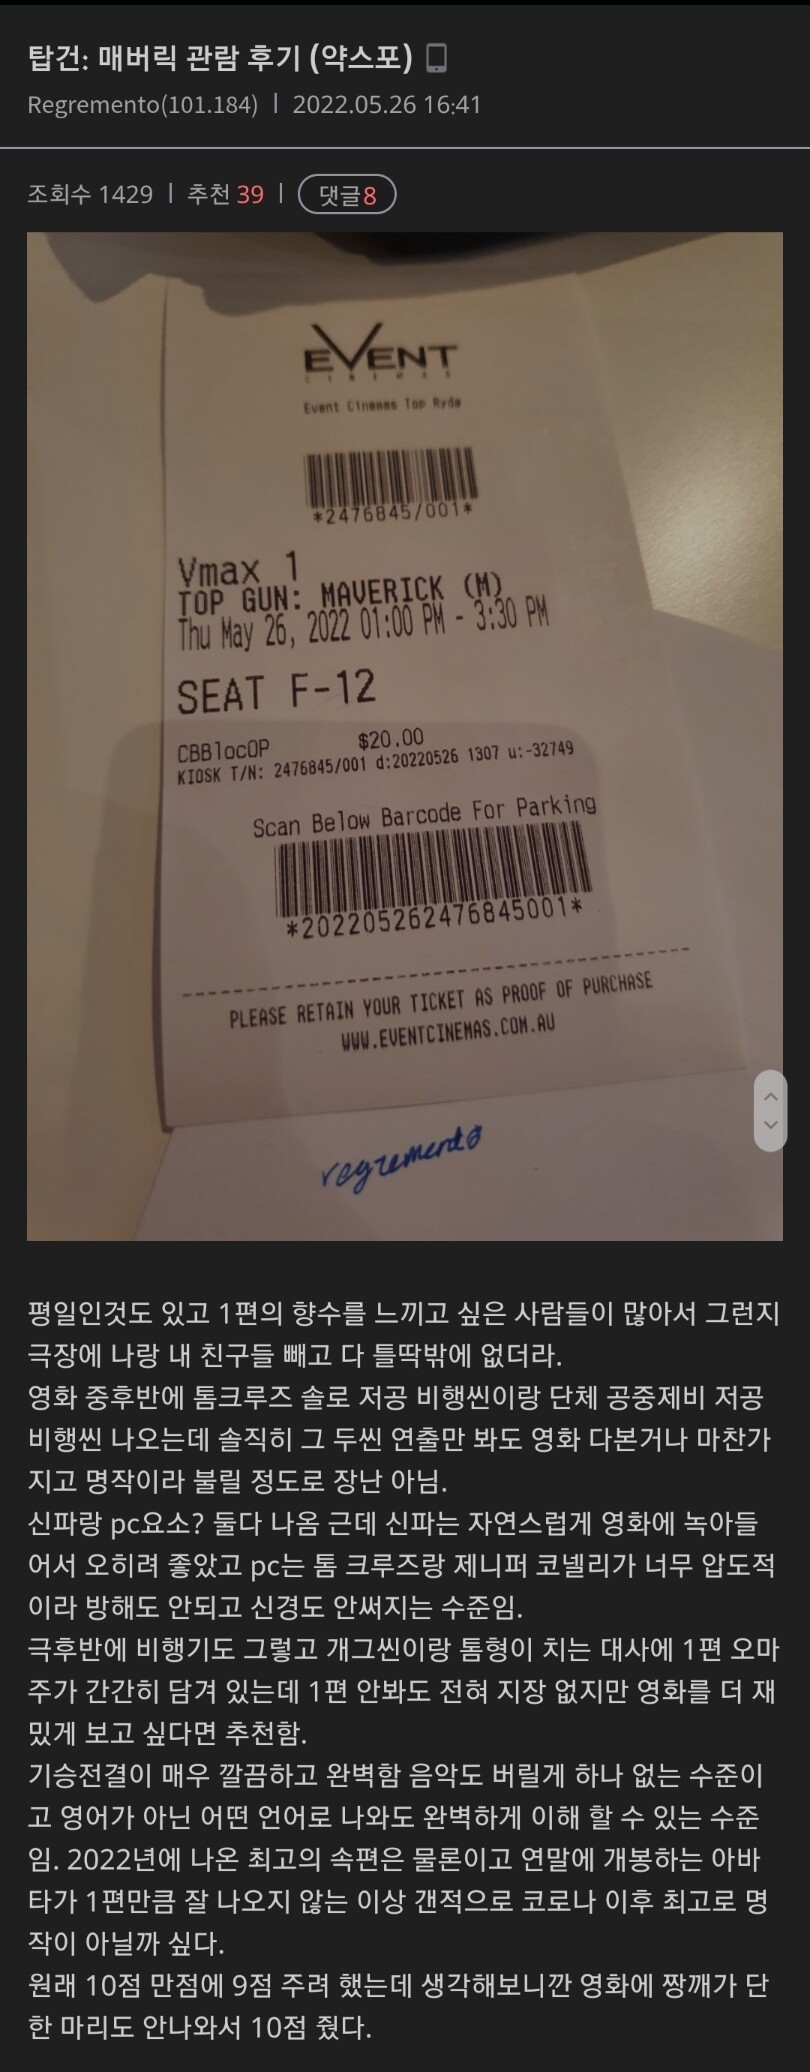 탑건: 매버릭 관람 후기 (약스포)
Regremento(101.184) | 2022.05.26 16:41
조회수 1429 | 추천 39 | 댓글8
EVENT
CINEMAS
Event Cinemas Top Ryde
*2476845/001*
Vmax 1
TOP GUN: MAVERICK (M)
Thu May 26, 2022 01:00 PM - 3:30 PM
SEAT F-12
CBBlocOP $20.00
KIOSK T/N: 2476845/001 d:20220526 1307 u:-32749
Scan Below Barcode For Parking
*202205262476845001*
PLEASE RETAIN YOUR TICKET AS PROOF OF PURCHASE
WWW.EVENTCINEMAS.COM.AU
regremento
평일인것도 있고 1편의 향수를 느끼고 싶은 사람들이 많아서 그런지
극장에 나랑 내 친구들 빼고 다 틀딱밖에 없더라.
영화 중후반에 톰크루즈 솔로 저공 비행씬이랑 단체 공중제비 저공
비행씬 나오는데 솔직히 그 두씬 연출만 봐도 영화 다본거나 마찬가
지고 명작이라 불릴 정도로 장난 아님.
신파랑 pc요소? 둘다 나옴 근데 신파는 자연스럽게 영화에 녹아들
어서 오히려 좋았고 pc는 톰 크루즈랑 제니퍼 코넬리가 너무 압도적
이라 방해도 안되고 신경도 안써지는 수준임.
극후반에 비행기도 그렇고 개그씬이랑 톰형이 치는 대사에 1편 오마
주가 간간히 담겨 있는데 1편 안봐도 전혀 지장 없지만 영화를 더 재
밌게 보고 싶다면 추천함.
기승전결이 매우 깔끔하고 완벽함 음악도 버릴게 하나 없는 수준이
고 영어가 아닌 어떤 언어로 나와도 완벽하게 이해 할 수 있는 수준
임. 2022년에 나온 최고의 속편은 물론이고 연말에 개봉하는 아바
타가 1편만큼 잘 나오지 않는 이상 갠적으로 코로나 이후 최고로 명
작이 아닐까 싶다.
원래 10점 만점에 9점 주려 했는데 생각해보니깐 영화에 짱깨가 단
한 마리도 안나와서 10점 줬다.